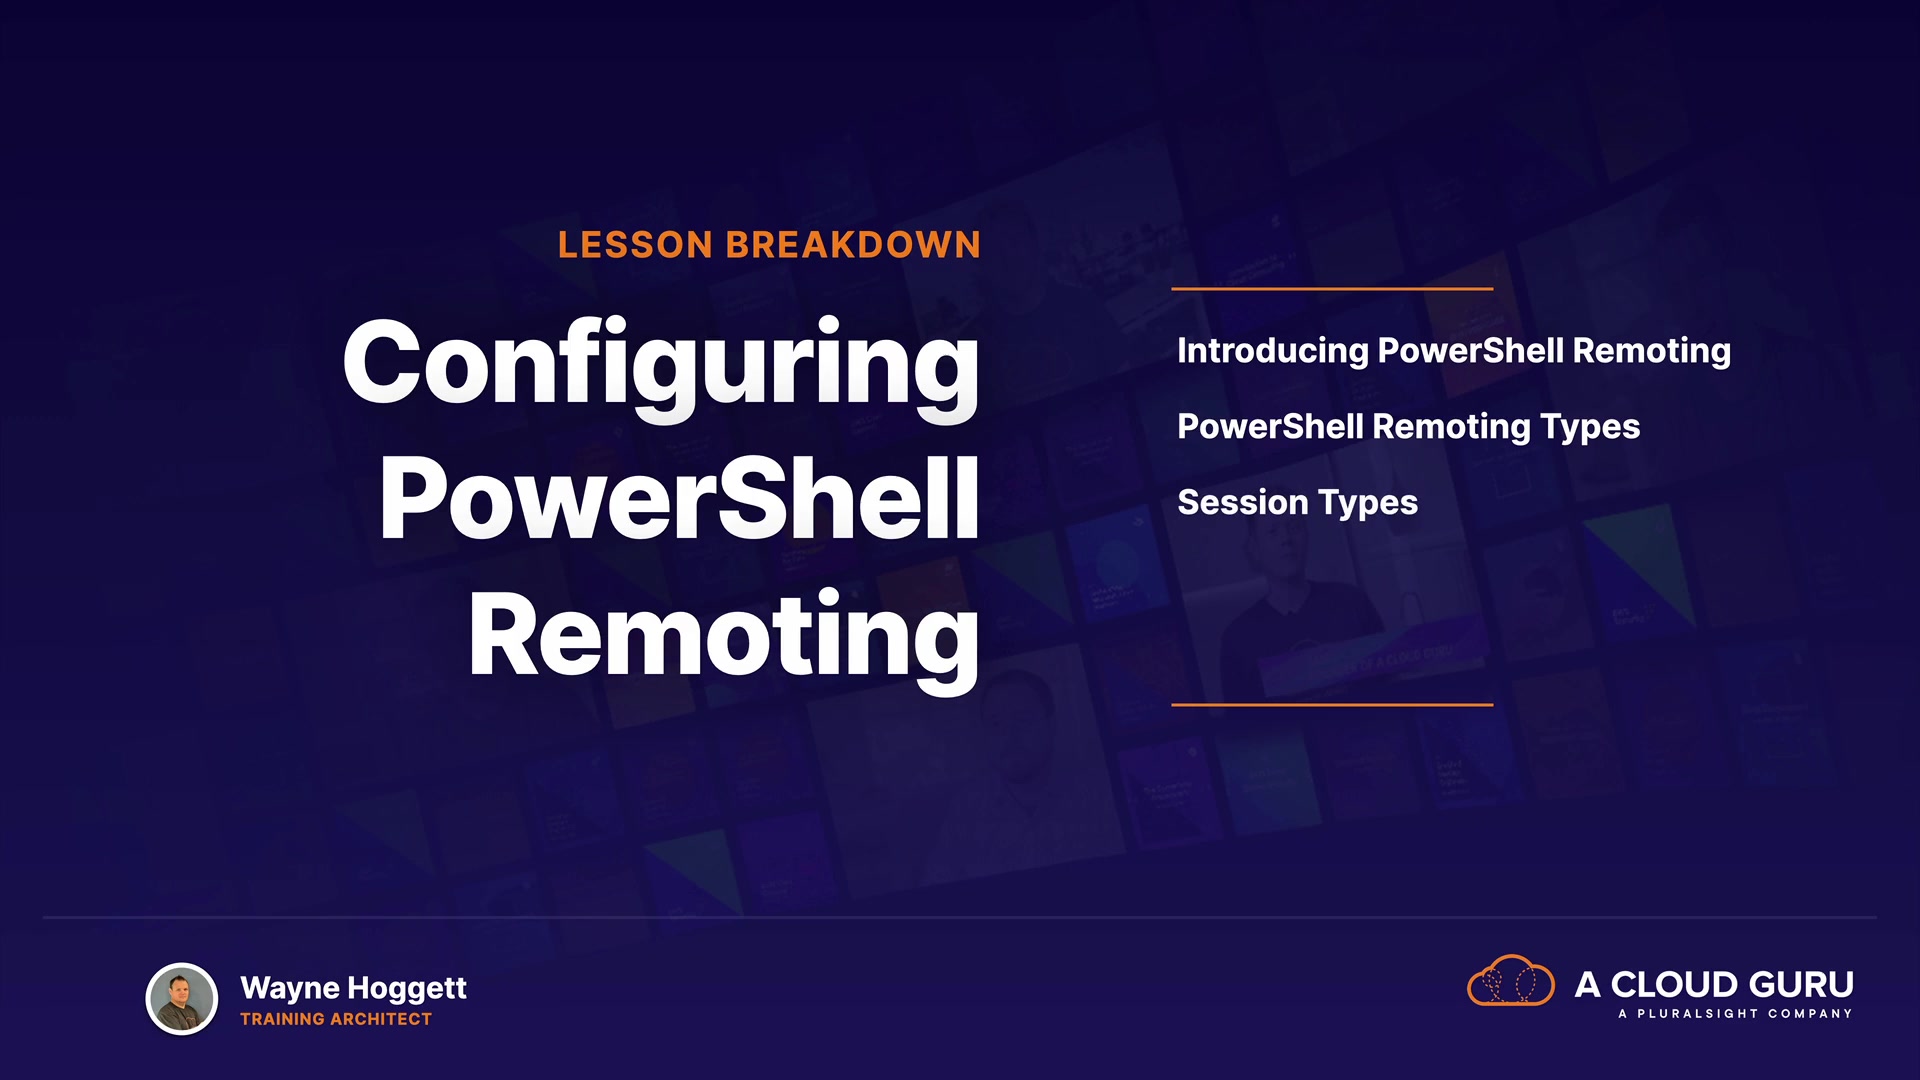 LESSON BREAKDOWN
Configuring
PowerShell
Remoting
Introducing PowerShell Remoting
PowerShell Remoting Types
Session Types
Wayne Hoggett
TRAINING ARCHITECT
A CLOUD GURU
A PLURALSIGHT COMPANY